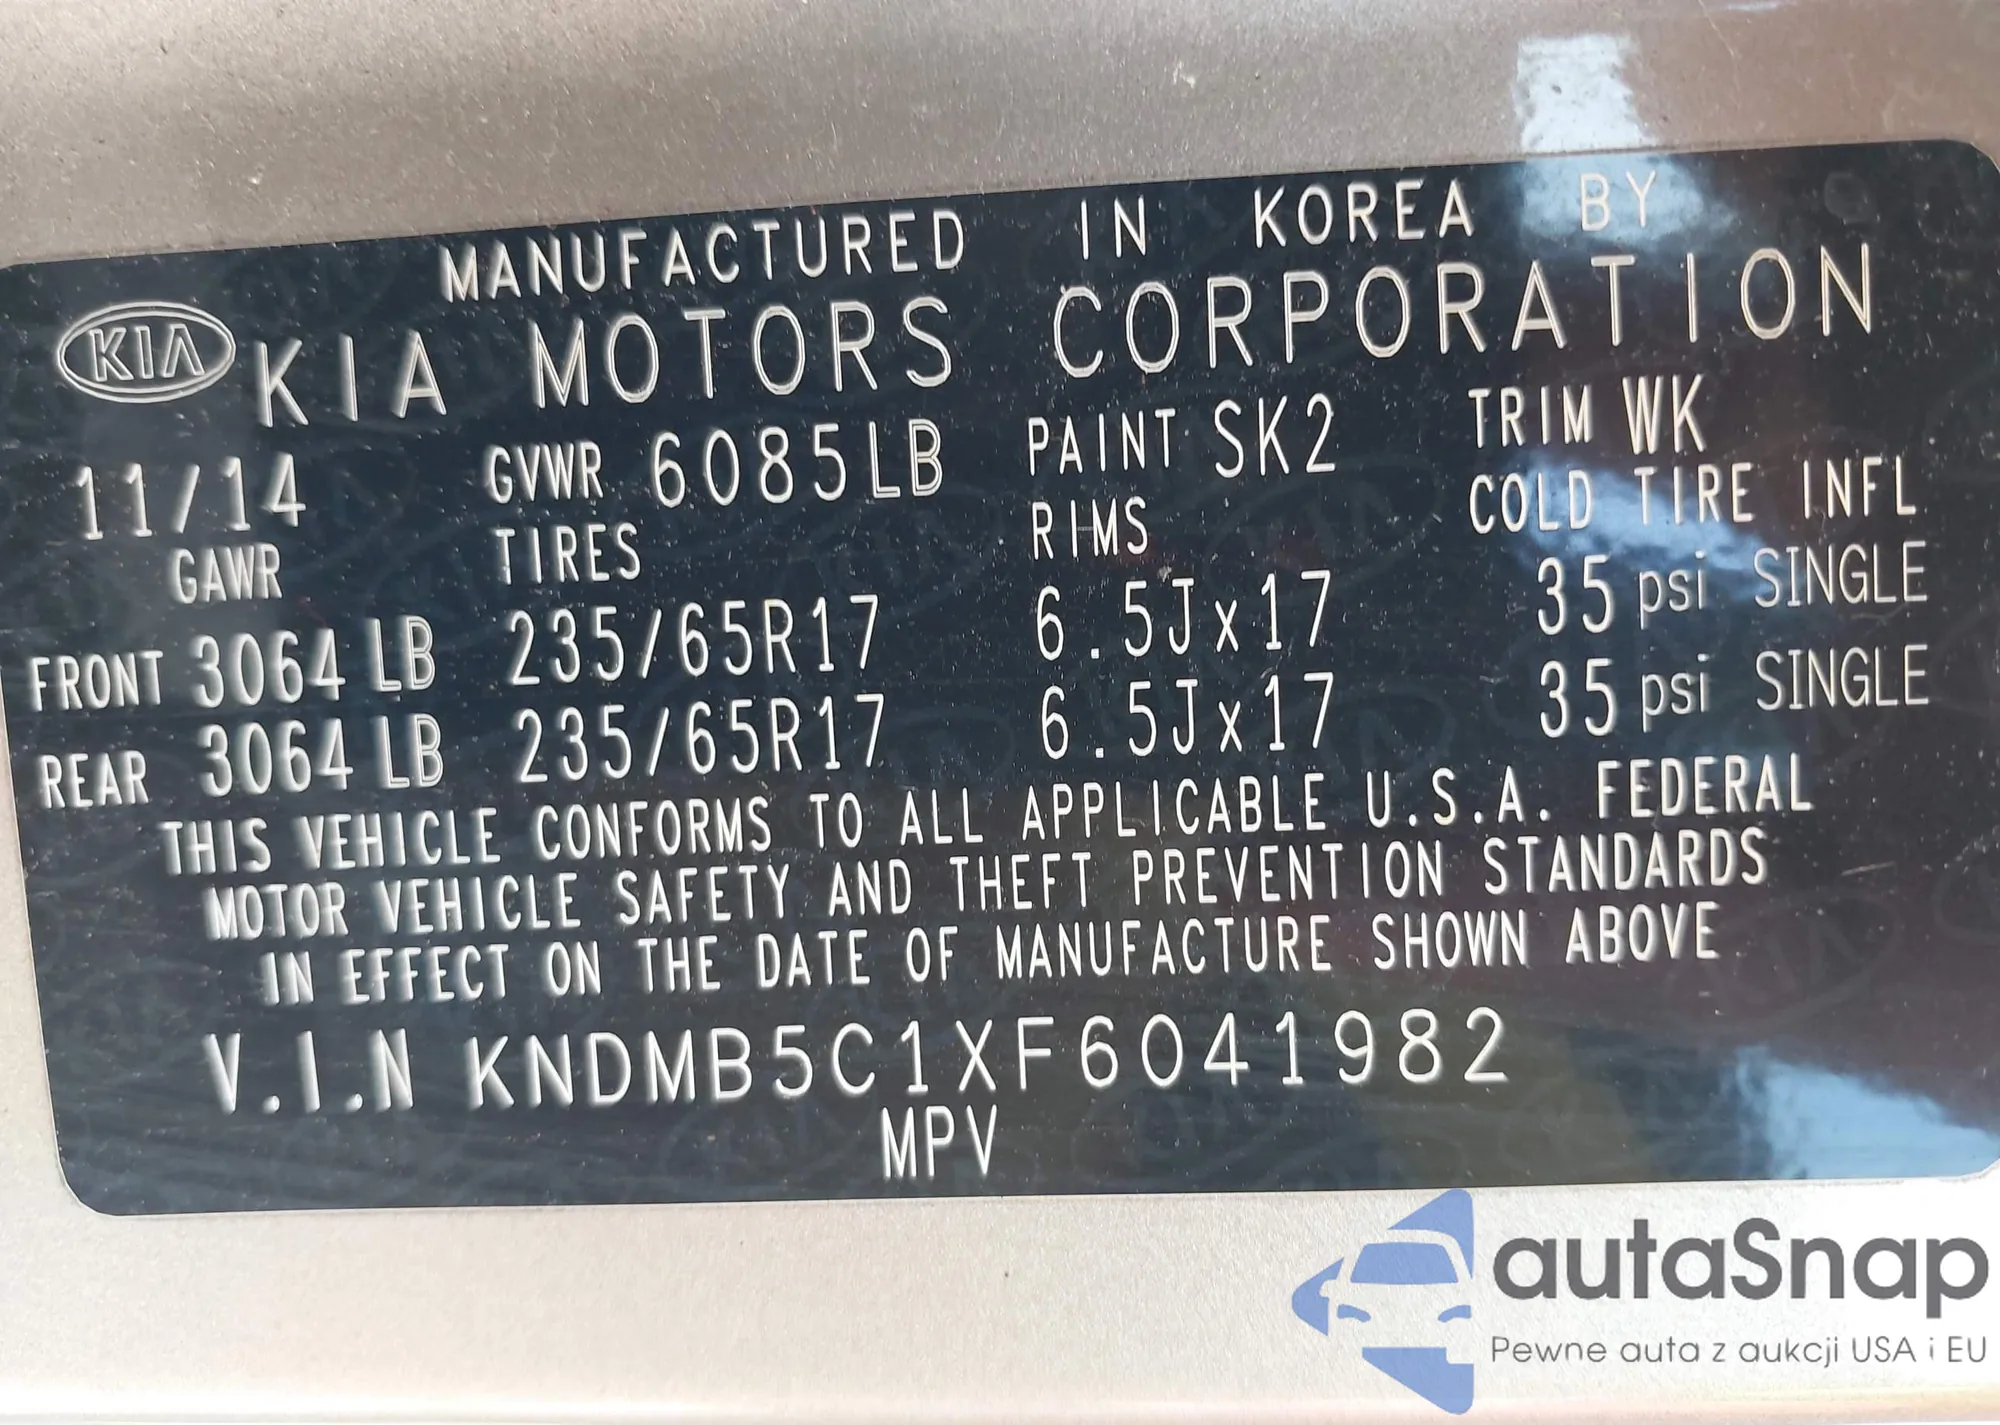 MANUFACTURED IN KOREA BY
KIA KIA MOTORS CORPORATION
11/14 GVWR 6085LB PAINT SK2 TRIM WK
GAWR TIRES RIMS COLD TIRE INFL
FRONT 3064 LB 235/65R17 6.5Jx17 35 psi SINGLE
REAR 3064 LB 235/65R17 6.5Jx17 35 psi SINGLE
THIS VEHICLE CONFORMS TO ALL APPLICABLE U.S.A. FEDERAL
MOTOR VEHICLE SAFETY AND THEFT PREVENTION STANDARDS
IN EFFECT ON THE DATE OF MANUFACTURE SHOWN ABOVE
V.I.N KNDMB5C1XF6041982
MPV
autaSnap
Pewne auta z aukcji USA i EU